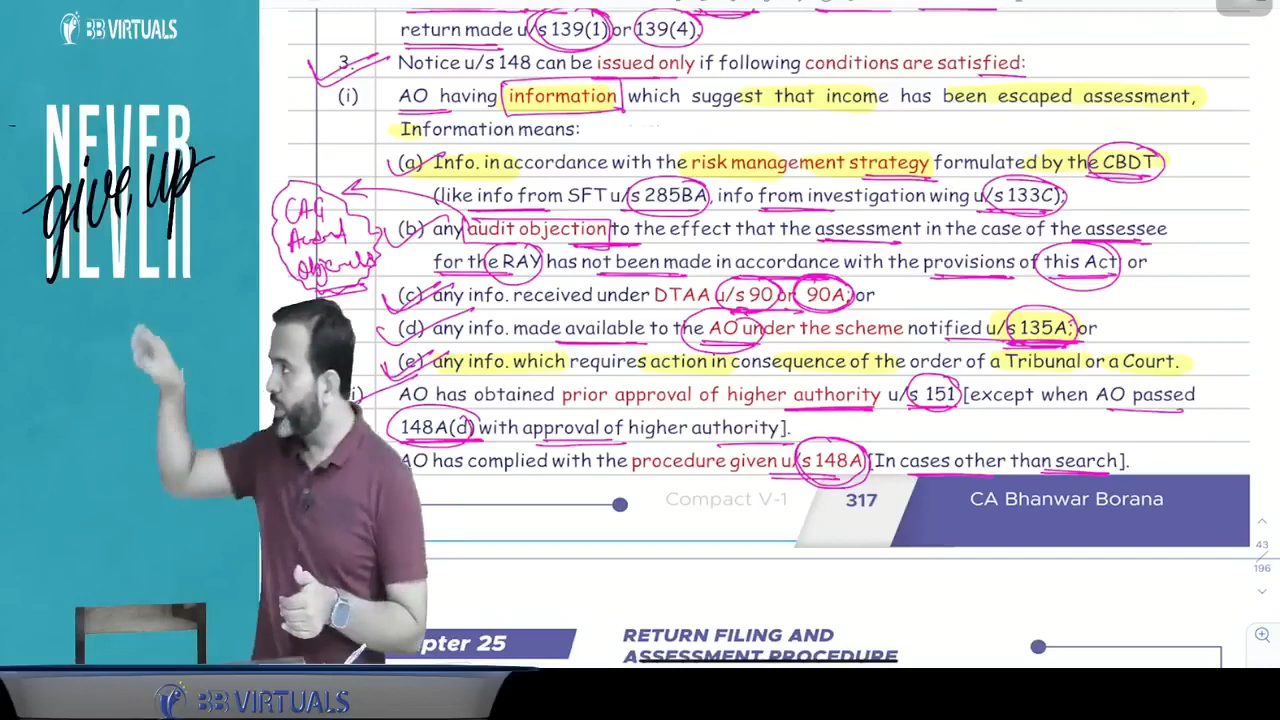 BB VIRTUALS
NEVER
give up
NEVER
return made u/s 139(1) or 139(4).
3. Notice u/s 148 can be issued only if following conditions are satisfied:
(i) AO having information which suggest that income has been escaped assessment,
Information means:
(a) Info. in accordance with the risk management strategy formulated by the CBDT
(like info from SFT u/s 285BA, info from investigation wing u/s 133C);
(b) any audit objection to the effect that the assessment in the case of the assessee
for the RAY has not been made in accordance with the provisions of this Act or
CAG
Audit
(c) any info. received under DTAA u/s 90 or 90A; or
(d) any info. made available to the AO under the scheme notified u/s 135A; or
(e) any info. which requires action in consequence of the order of a Tribunal or a Court.
AO has obtained prior approval of higher authority u/s 151 [except when AO passed
148A(d) with approval of higher authority].
AO has complied with the procedure given u/s 148A [In cases other than search].
Compact V-1 317 CA Bhanwar Borana
43
196
pter 25 RETURN FILING AND
ASSESSMENT PROCEDURE
BB VIRTUALS